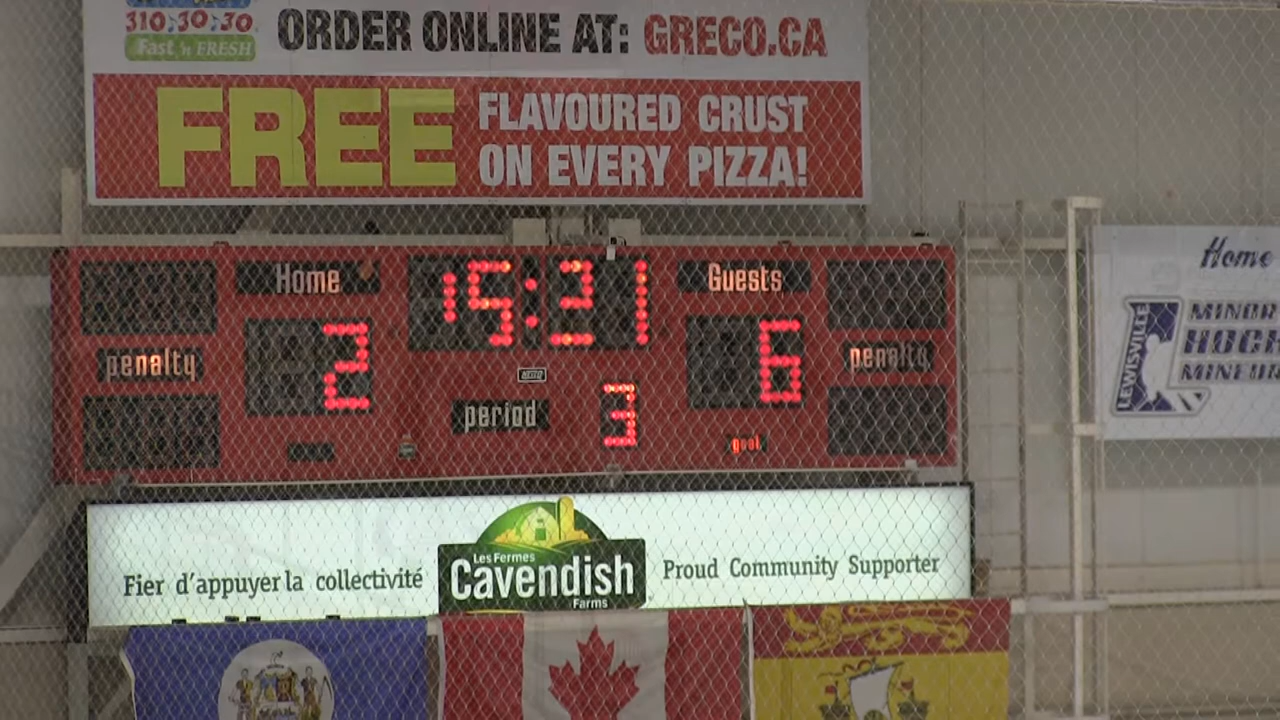 310·30·30
Fast 'n FRESH
ORDER ONLINE AT: GRECO.CA
FREE
FLAVOURED CRUST
ON EVERY PIZZA!
Home
15:21
Guests
penalty
2
6
penalty
period
3
goal
Home
LEWISVILLE
MINOR
HOCK
MINEUR
Fier d'appuyer la collectivité
Les Fermes
Cavendish
Farms
Proud Community Supporter